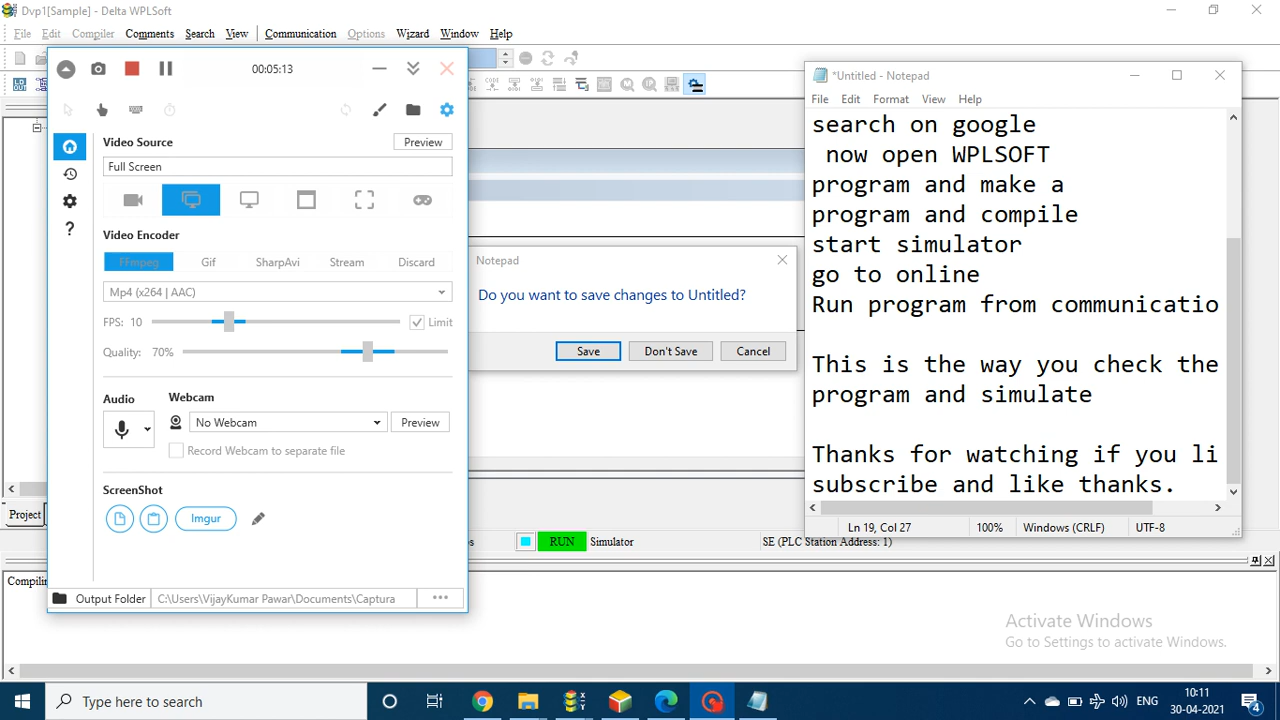 Dvp1[Sample] - Delta WPLSoft
File Edit Compiler Comments Search View Communication Options Wizard Window Help
00:05:13
Video Source
Preview
Full Screen
Video Encoder
FFmpeg Gif SharpAvi Stream Discard
Mp4 (x264 | AAC)
FPS: 10
Limit
Quality: 70%
Audio
Webcam
No Webcam
Preview
Record Webcam to separate file
ScreenShot
Imgur
Output Folder C:\Users\VijayKumar Pawar\Documents\Captura
Notepad
Do you want to save changes to Untitled?
Save Don't Save Cancel
*Untitled - Notepad
File Edit Format View Help
search on google
now open WPLSOFT
program and make a
program and compile
start simulator
go to online
Run program from communicatio
This is the way you check the
program and simulate
Thanks for watching if you li
subscribe and like thanks.
Ln 19, Col 27 100% Windows (CRLF) UTF-8
Project
RUN Simulator SE (PLC Station Address: 1)
Compilin
Activate Windows
Go to Settings to activate Windows.
Type here to search
ENG
10:11
30-04-2021
4